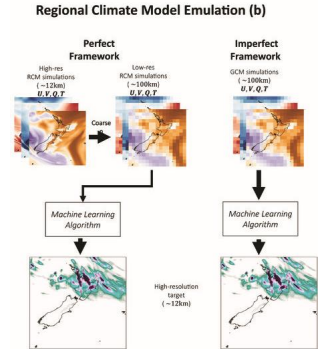 Regional Climate Model Emulation (b)
Perfect
Framework
Imperfect
Framework
High-res
RCM simulations
(~12km)
U, V, Q, T
Low-res
RCM simulations
(~100km)
U, V, Q, T
GCM simulations
(~100km)
U, V, Q, T
Coarse
Machine Learning
Algorithm
Machine Learning
Algorithm
High-resolution
target
(~12km)